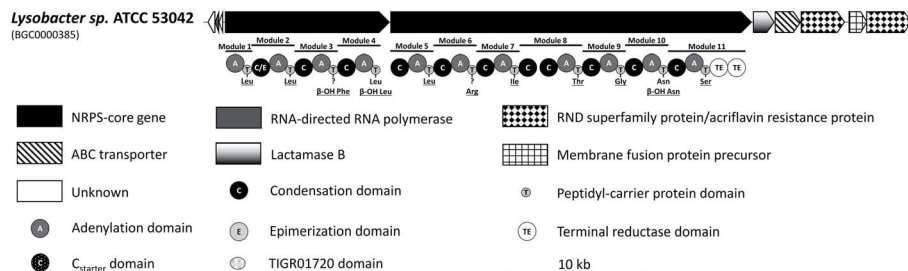 Lysobacter sp. ATCC 53042
(BGC0000385)
Module 1 Module 2 Module 3 Module 4 Module 5 Module 6 Module 7 Module 8 Module 9 Module 10 Module 11
A T C/E A T C A T C A T C A T C A T C A T C C A T C A T C A T C A T TE TE
Leu Leu ? Leu Leu ? Ile Thr Gly Asn Ser
β-OH Phe β-OH Leu Arg β-OH Asn
NRPS-core gene RNA-directed RNA polymerase RND superfamily protein/acriflavin resistance protein
ABC transporter Lactamase B Membrane fusion protein precursor
Unknown C Condensation domain T Peptidyl-carrier protein domain
A Adenylation domain E Epimerization domain TE Terminal reductase domain
C Cstarter domain TIGR01720 domain 10 kb